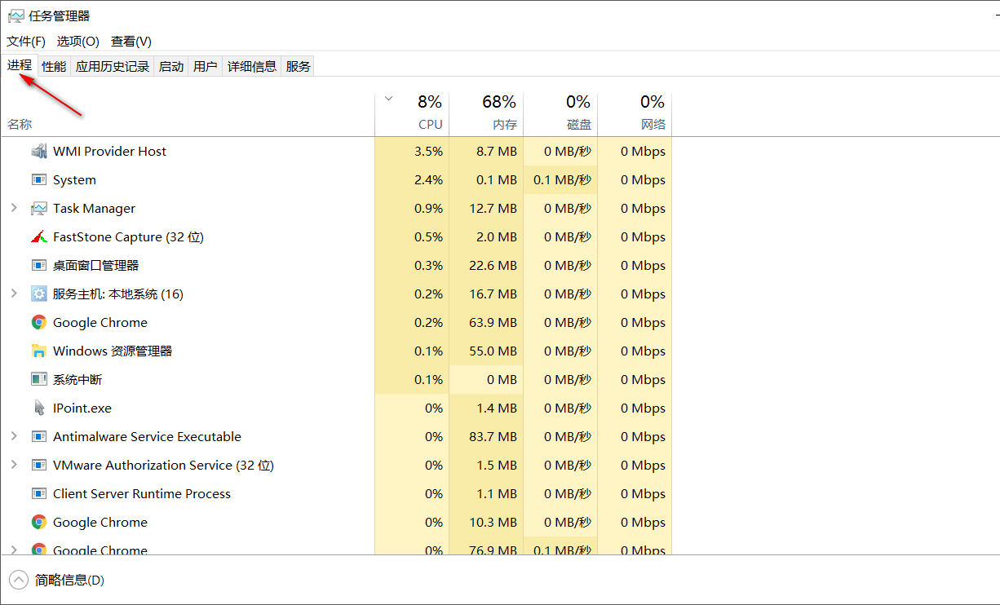 任务管理器
文件(F) 选项(O) 查看(V)
进程 性能 应用历史记录 启动 用户 详细信息 服务
8% 68% 0% 0%
名称 CPU 内存 磁盘 网络
WMI Provider Host 3.5% 8.7 MB 0 MB/秒 0 Mbps
System 2.4% 0.1 MB 0.1 MB/秒 0 Mbps
Task Manager 0.9% 12.7 MB 0 MB/秒 0 Mbps
FastStone Capture (32 位) 0.5% 2.0 MB 0 MB/秒 0 Mbps
桌面窗口管理器 0.3% 22.6 MB 0 MB/秒 0 Mbps
服务主机: 本地系统 (16) 0.2% 16.7 MB 0 MB/秒 0 Mbps
Google Chrome 0.2% 63.9 MB 0 MB/秒 0 Mbps
Windows 资源管理器 0.1% 55.0 MB 0 MB/秒 0 Mbps
系统中断 0.1% 0 MB 0 MB/秒 0 Mbps
IPoint.exe 0% 1.4 MB 0 MB/秒 0 Mbps
Antimalware Service Executable 0% 83.7 MB 0 MB/秒 0 Mbps
VMware Authorization Service (32 位) 0% 1.5 MB 0 MB/秒 0 Mbps
Client Server Runtime Process 0% 1.1 MB 0 MB/秒 0 Mbps
Google Chrome 0% 10.3 MB 0 MB/秒 0 Mbps
Google Chrome 0% 76.9 MB 0.1 MB/秒 0 Mbps
简略信息(D)